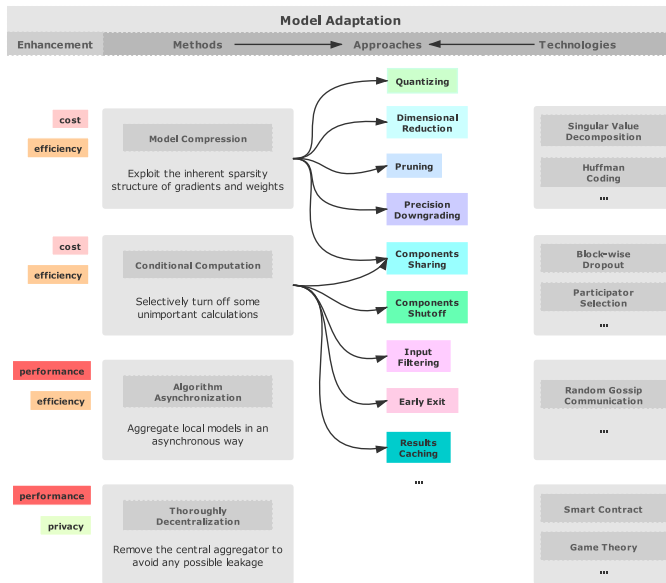 Model Adaptation
Enhancement
Methods
Approaches
Technologies
cost
efficiency
Model Compression
Exploit the inherent sparsity
structure of gradients and weights
Quantizing
Dimensional
Reduction
Pruning
Precision
Downgrading
Singular Value
Decomposition
Huffman
Coding
...
cost
efficiency
Conditional Computation
Selectively turn off some
unimportant calculations
Components
Sharing
Components
Shutoff
Input
Filtering
Early Exit
Results
Caching
...
Block-wise
Dropout
Participator
Selection
...
performance
efficiency
Algorithm
Asynchronization
Aggregate local models in an
asynchronous way
Random Gossip
Communication
...
performance
privacy
Thoroughly
Decentralization
Remove the central aggregator to
avoid any possible leakage
Smart Contract
Game Theory
...